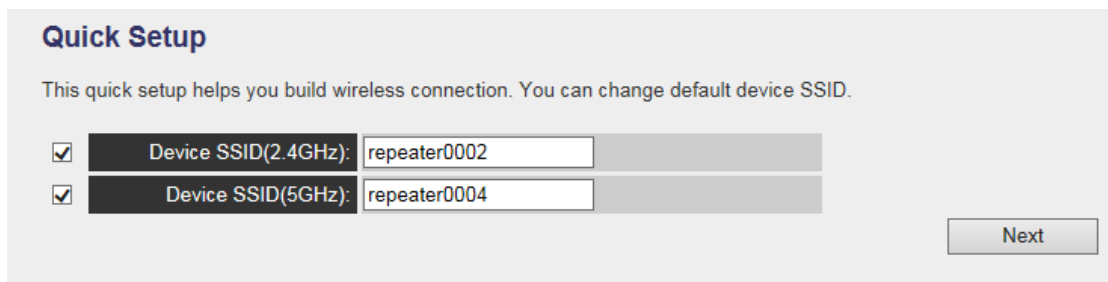 Quick Setup
This quick setup helps you build wireless connection. You can change default device SSID.
Device SSID(2.4GHz): repeater0002
Device SSID(5GHz): repeater0004
Next